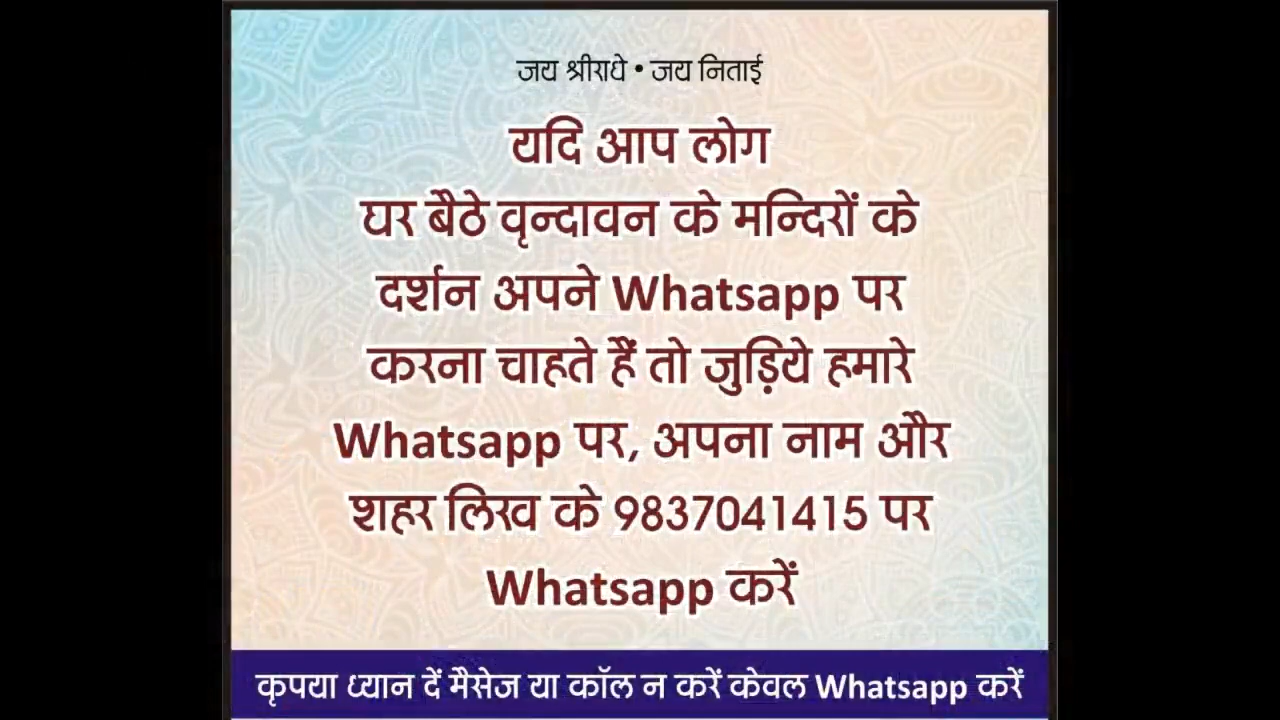 जय श्रीराधे • जय निताई
यदि आप लोग
घर बैठे वृन्दावन के मन्दिरों के
दर्शन अपने Whatsapp पर
करना चाहते हैं तो जुड़िये हमारे
Whatsapp पर, अपना नाम और
शहर लिख के 9837041415 पर
Whatsapp करें
कृपया ध्यान दें मैसेज या कॉल न करें केवल Whatsapp करें